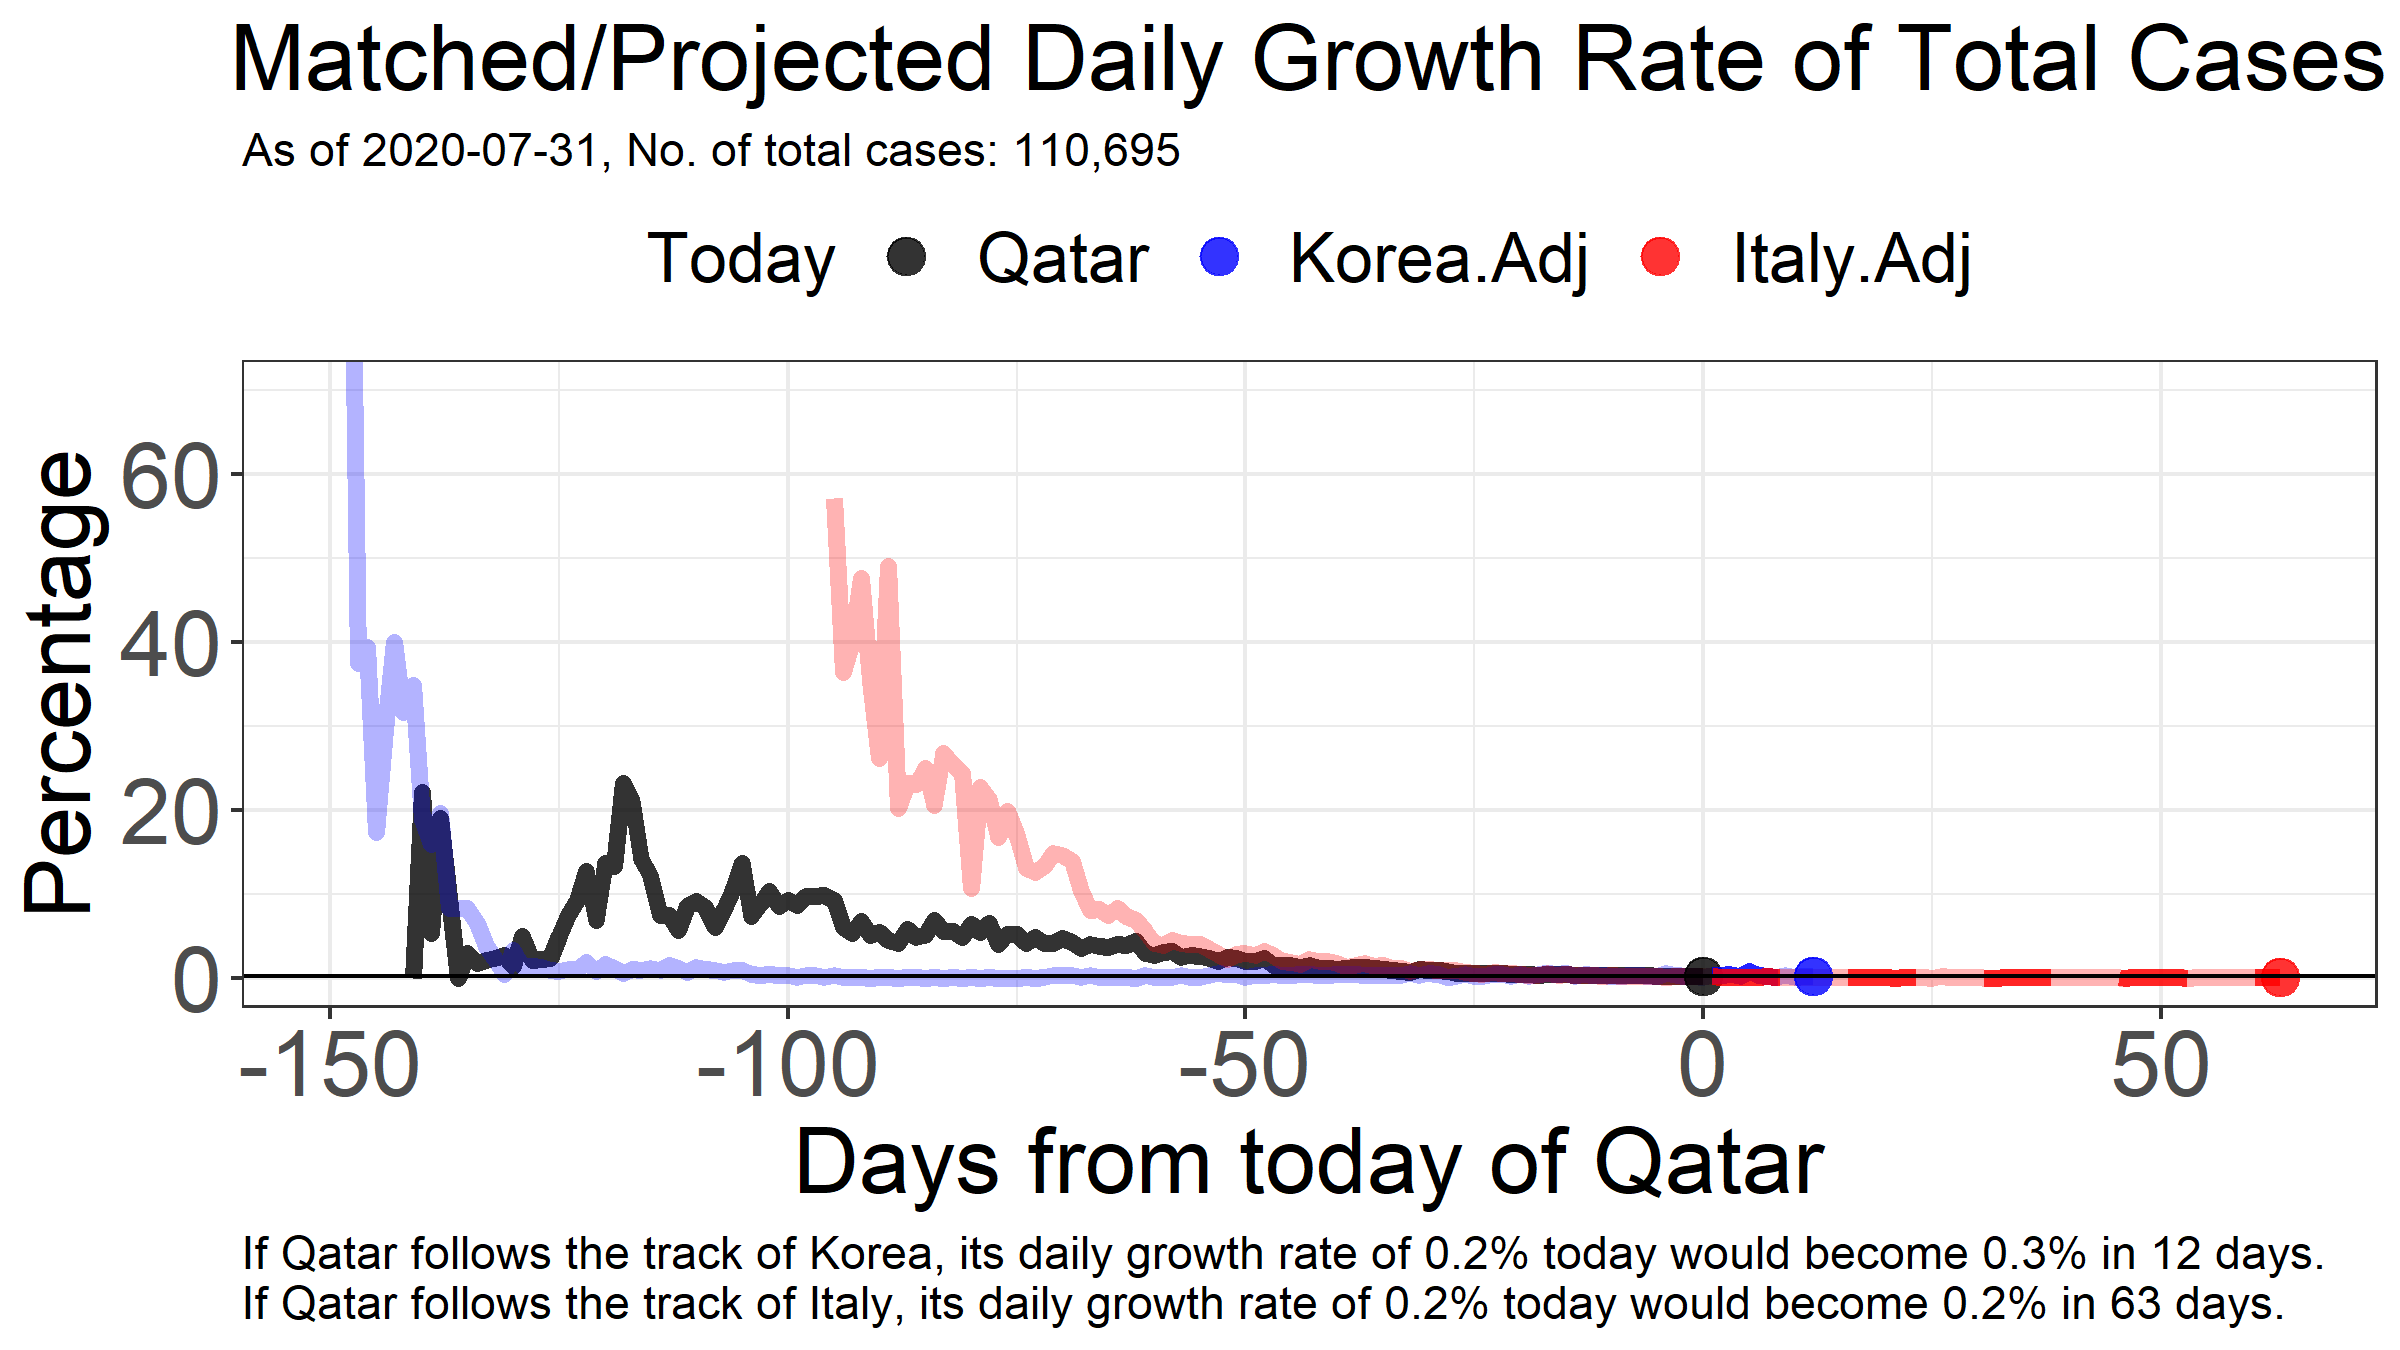 Matched/Projected Daily Growth Rate of Total Cases
As of 2020-07-31, No. of total cases: 110,695
Today Qatar Korea.Adj Italy.Adj
Percentage
60
40
20
0
-150 -100 -50 0 50
Days from today of Qatar
If Qatar follows the track of Korea, its daily growth rate of 0.2% today would become 0.3% in 12 days.
If Qatar follows the track of Italy, its daily growth rate of 0.2% today would become 0.2% in 63 days.